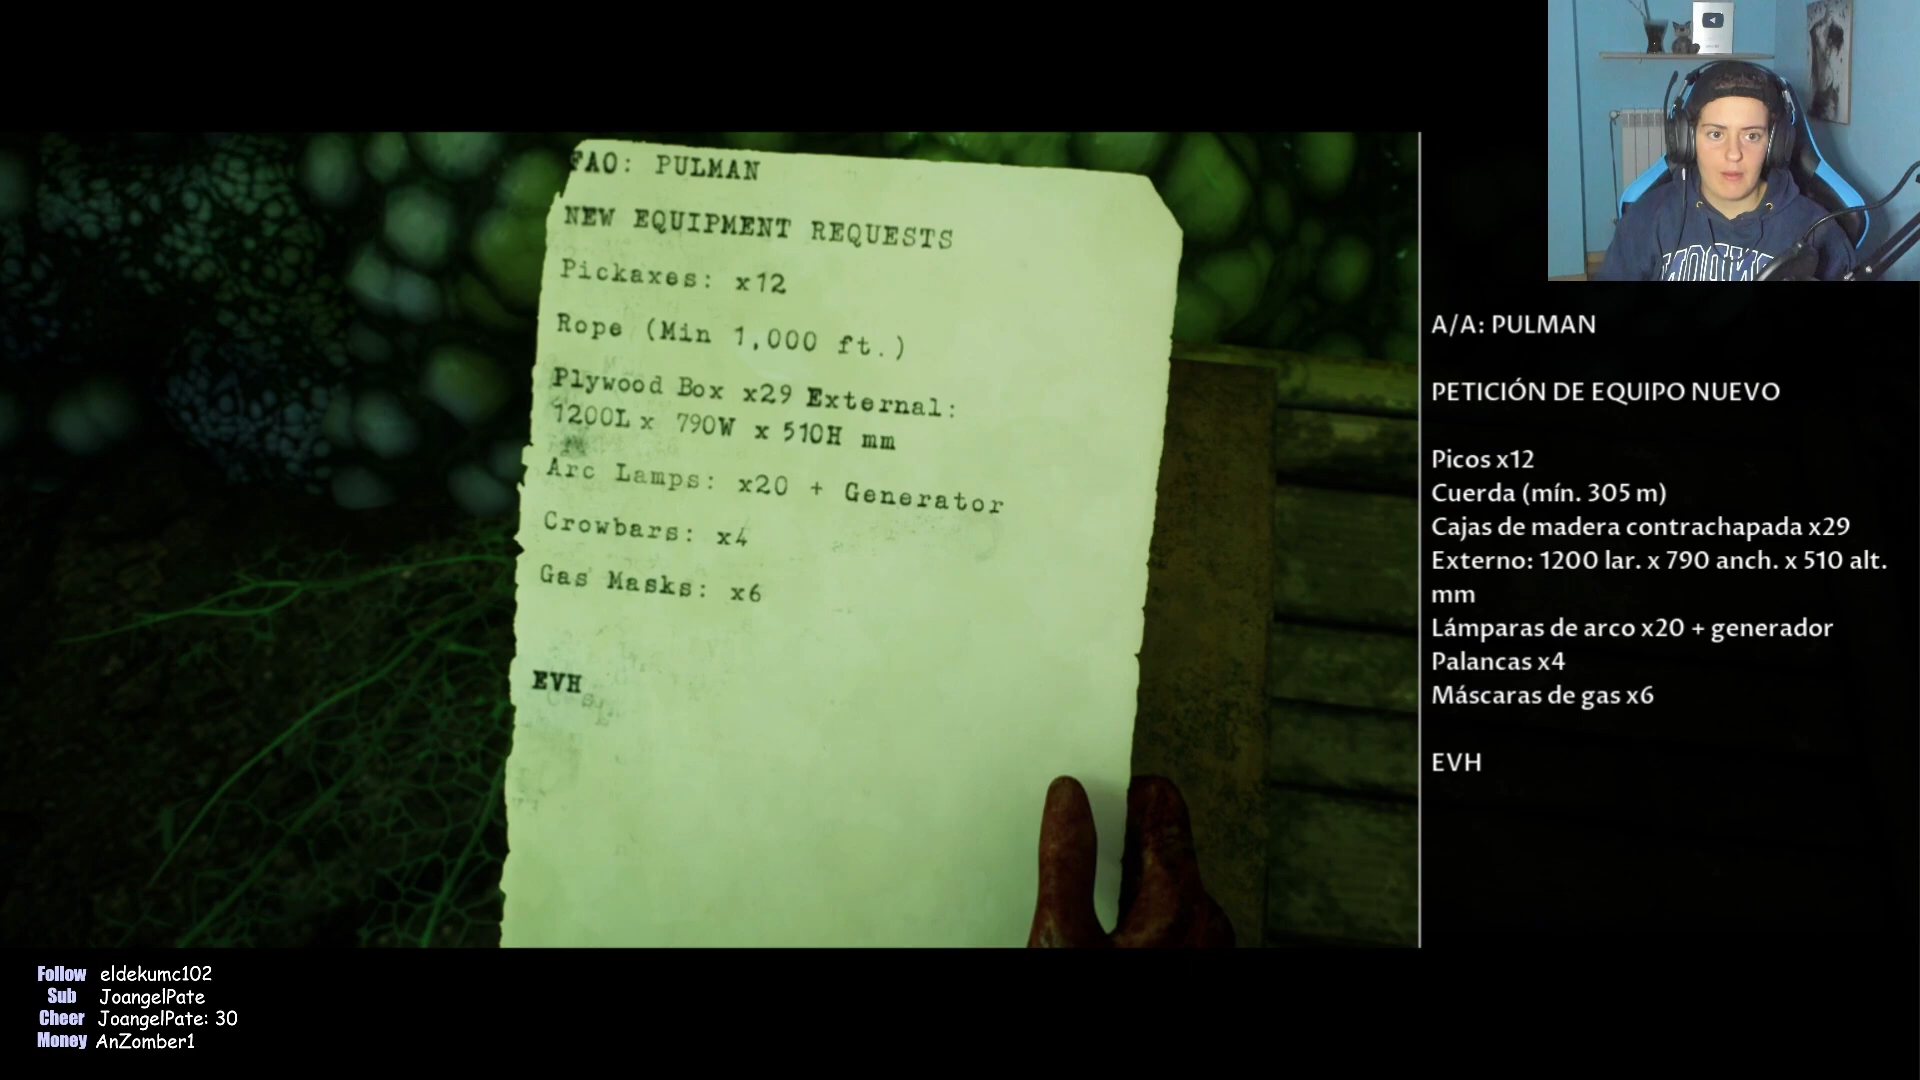 FAO: PULMAN
NEW EQUIPMENT REQUESTS
Pickaxes: x12
Rope (Min 1,000 ft.)
Plywood Box x29 External:
1200L x 790W x 510H mm
Arc Lamps: x20 + Generator
Crowbars: x4
Gas Masks: x6
EVH
A/A: PULMAN
PETICIÓN DE EQUIPO NUEVO
Picos x12
Cuerda (mín. 305 m)
Cajas de madera contrachapada x29
Externo: 1200 lar. x 790 anch. x 510 alt.
mm
Lámparas de arco x20 + generador
Palancas x4
Máscaras de gas x6
EVH
Follow eldekumc102
Sub JoangelPate
Cheer JoangelPate: 30
Money AnZomber1